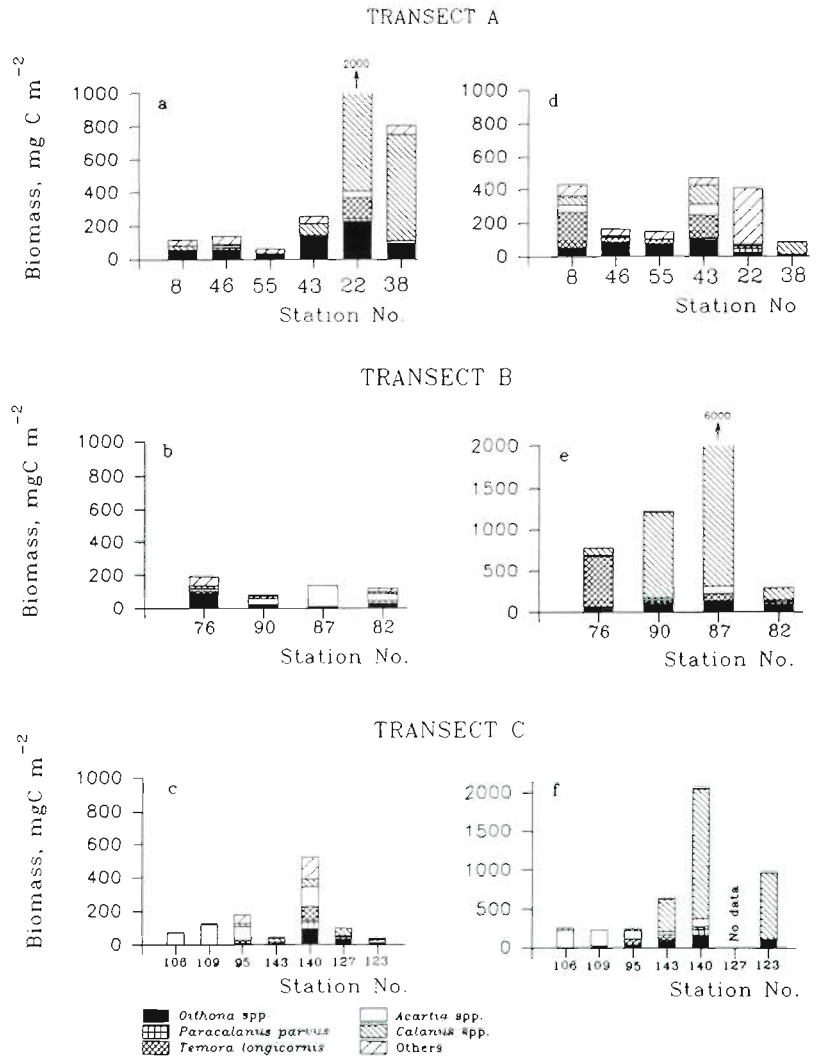 TRANSECT A
Biomass, mg C m⁻²
2000
a
1000
800
600
400
200
0
8 46 55 43 22 38
Station No.
d
1000
800
600
400
200
0
8 46 55 43 22 38
Station No
TRANSECT B
Biomass, mgC m⁻²
b
1000
800
600
400
200
0
76 90 87 82
Station No.
6000
e
2000
1500
1000
500
0
76 90 87 82
Station No.
TRANSECT C
Biomass, mgC m⁻²
c
1000
800
600
400
200
0
106 109 95 143 140 127 123
Station No.
f
2000
1500
1000
500
0
No data
106 109 95 143 140 127 123
Station No.
Oithona spp.
Paracalanus parvus
Temora longicornis
Acartia spp.
Calanus spp.
Others